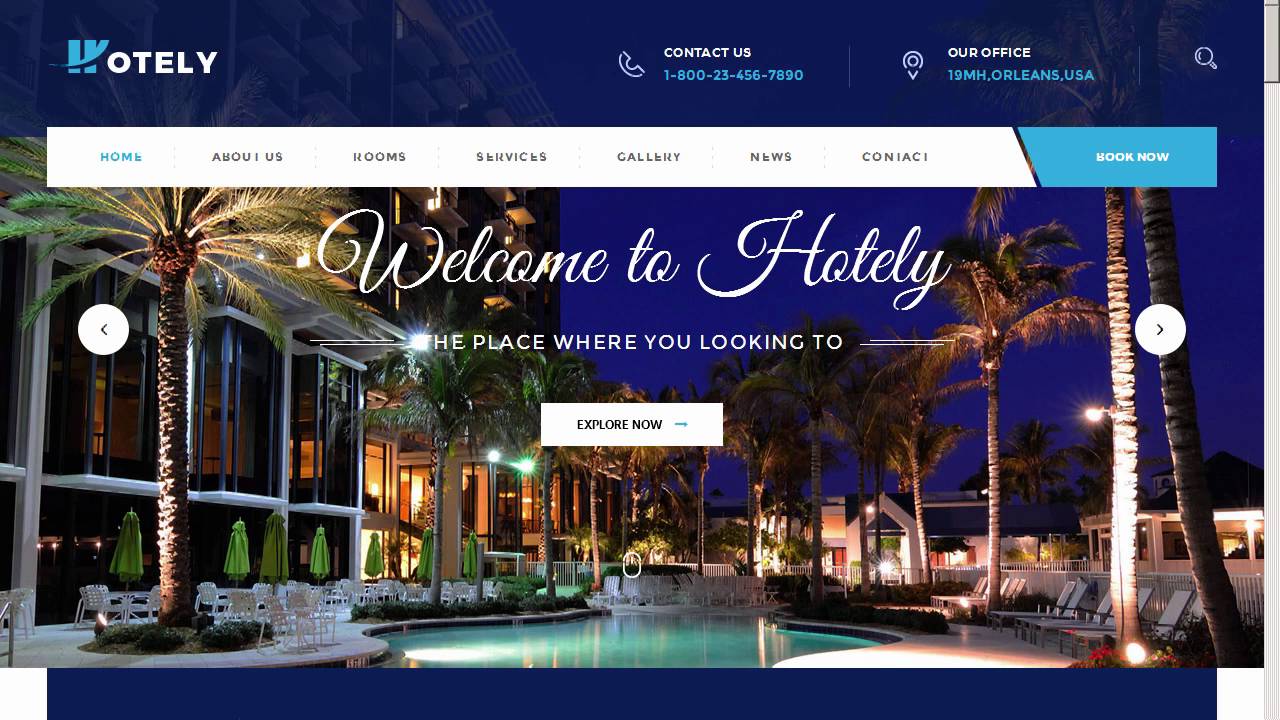 HOTELY
CONTACT US
1-800-23-456-7890
OUR OFFICE
19MH,ORLEANS,USA
HOME
ABOUT US
ROOMS
SERVICES
GALLERY
NEWS
CONTACT
BOOK NOW
Welcome to Hotely
THE PLACE WHERE YOU LOOKING TO
EXPLORE NOW